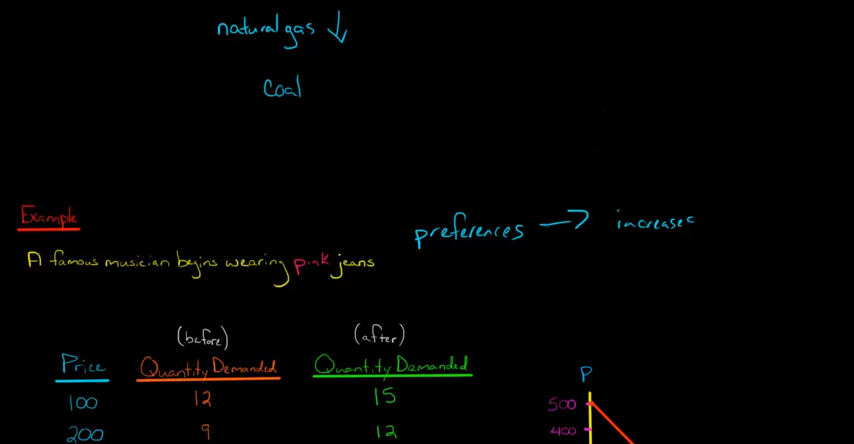 natural gas ↓
coal
Example
preferences → increased
A famous musician begins wearing pink jeans
(before) (after)
Price Quantity Demanded Quantity Demanded
P
100 12 15
500
200 9 12
400